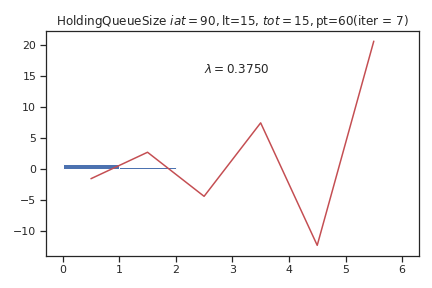 HoldingQueueSize iat = 90, lt=15, tot = 15, pt=60(iter = 7)
20
λ = 0.3750
15
10
5
0
−5
−10
0 1 2 3 4 5 6